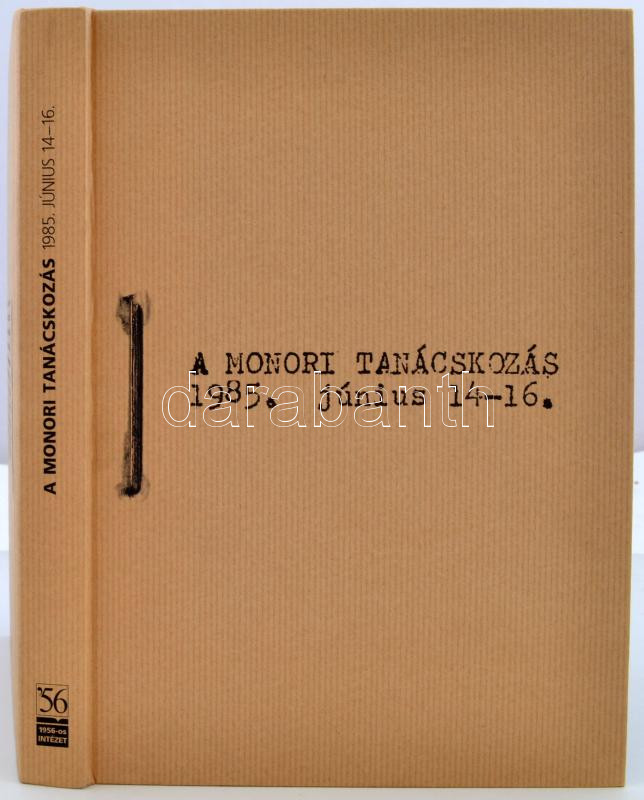 A MONORI TANÁCSKOZÁS 1985. JÚNIUS 14–16.
'56
1956-os
INTÉZET
A MONORI TANÁCSKOZÁS
1985. június 14-16.
darabanth